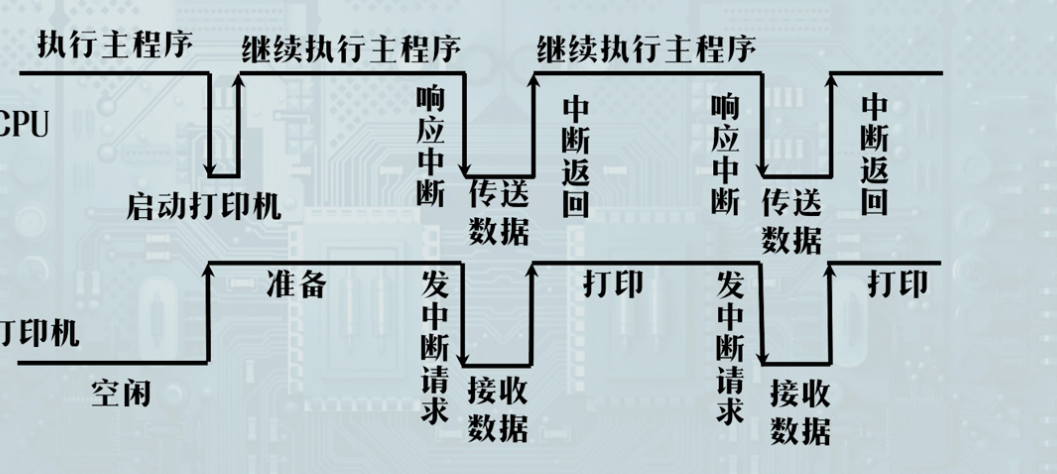 执行主程序
继续执行主程序
继续执行主程序
CPU
响应中断
中断返回
响应中断
中断返回
启动打印机
传送
数据
传送
数据
准备
发中断请求
打印
发中断请求
打印
打印机
空闲
接收
数据
接收
数据